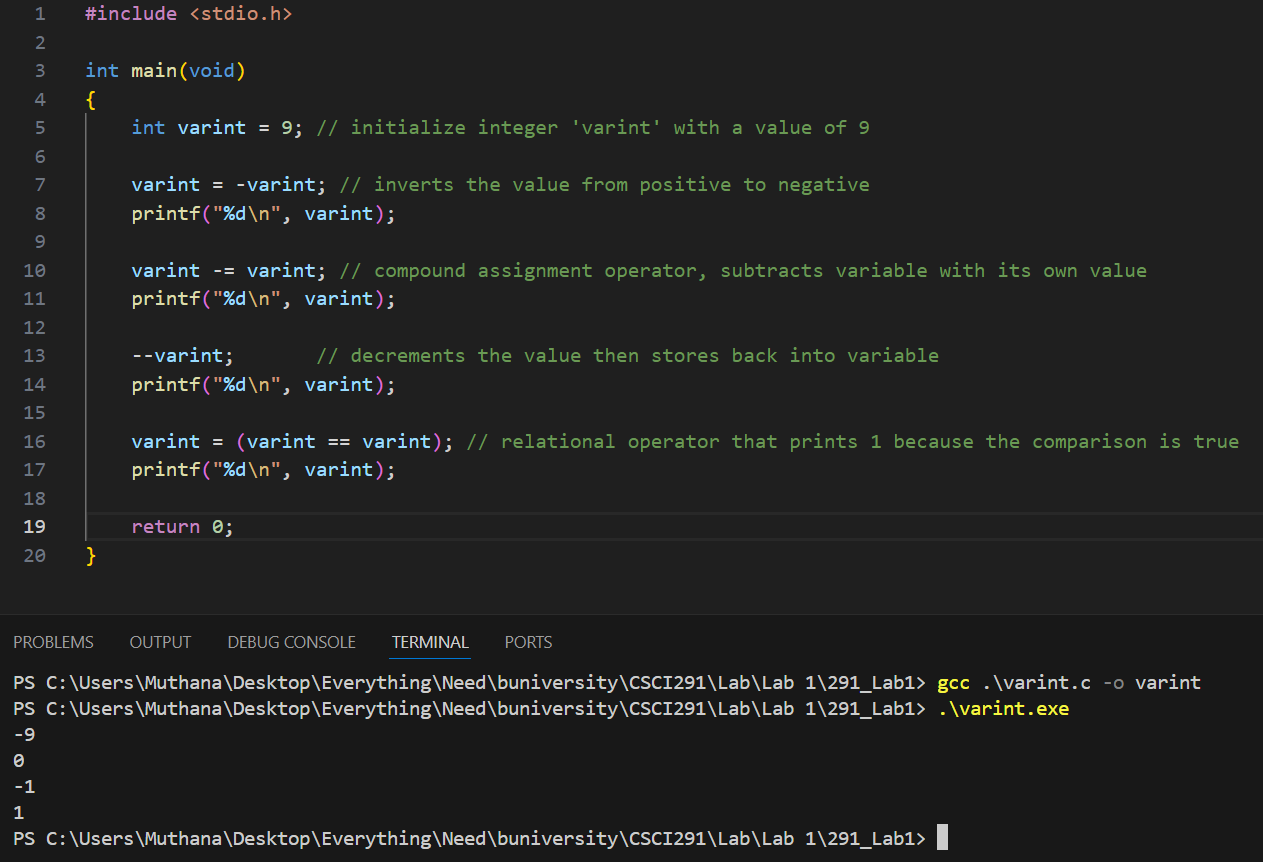 1 #include <stdio.h>
2
3 int main(void)
4 {
5     int varint = 9; // initialize integer 'varint' with a value of 9
6
7     varint = -varint; // inverts the value from positive to negative
8     printf("%d\n", varint);
9
10     varint -= varint; // compound assignment operator, subtracts variable with its own value
11     printf("%d\n", varint);
12
13     --varint;       // decrements the value then stores back into variable
14     printf("%d\n", varint);
15
16     varint = (varint == varint); // relational operator that prints 1 because the comparison is true
17     printf("%d\n", varint);
18
19     return 0;
20 }
PROBLEMS OUTPUT DEBUG CONSOLE TERMINAL PORTS
PS C:\Users\Muthana\Desktop\Everything\Need\buniversity\CSCI291\Lab\Lab 1\291_Lab1> gcc .\varint.c -o varint
PS C:\Users\Muthana\Desktop\Everything\Need\buniversity\CSCI291\Lab\Lab 1\291_Lab1> .\varint.exe
-9
0
-1
1
PS C:\Users\Muthana\Desktop\Everything\Need\buniversity\CSCI291\Lab\Lab 1\291_Lab1>